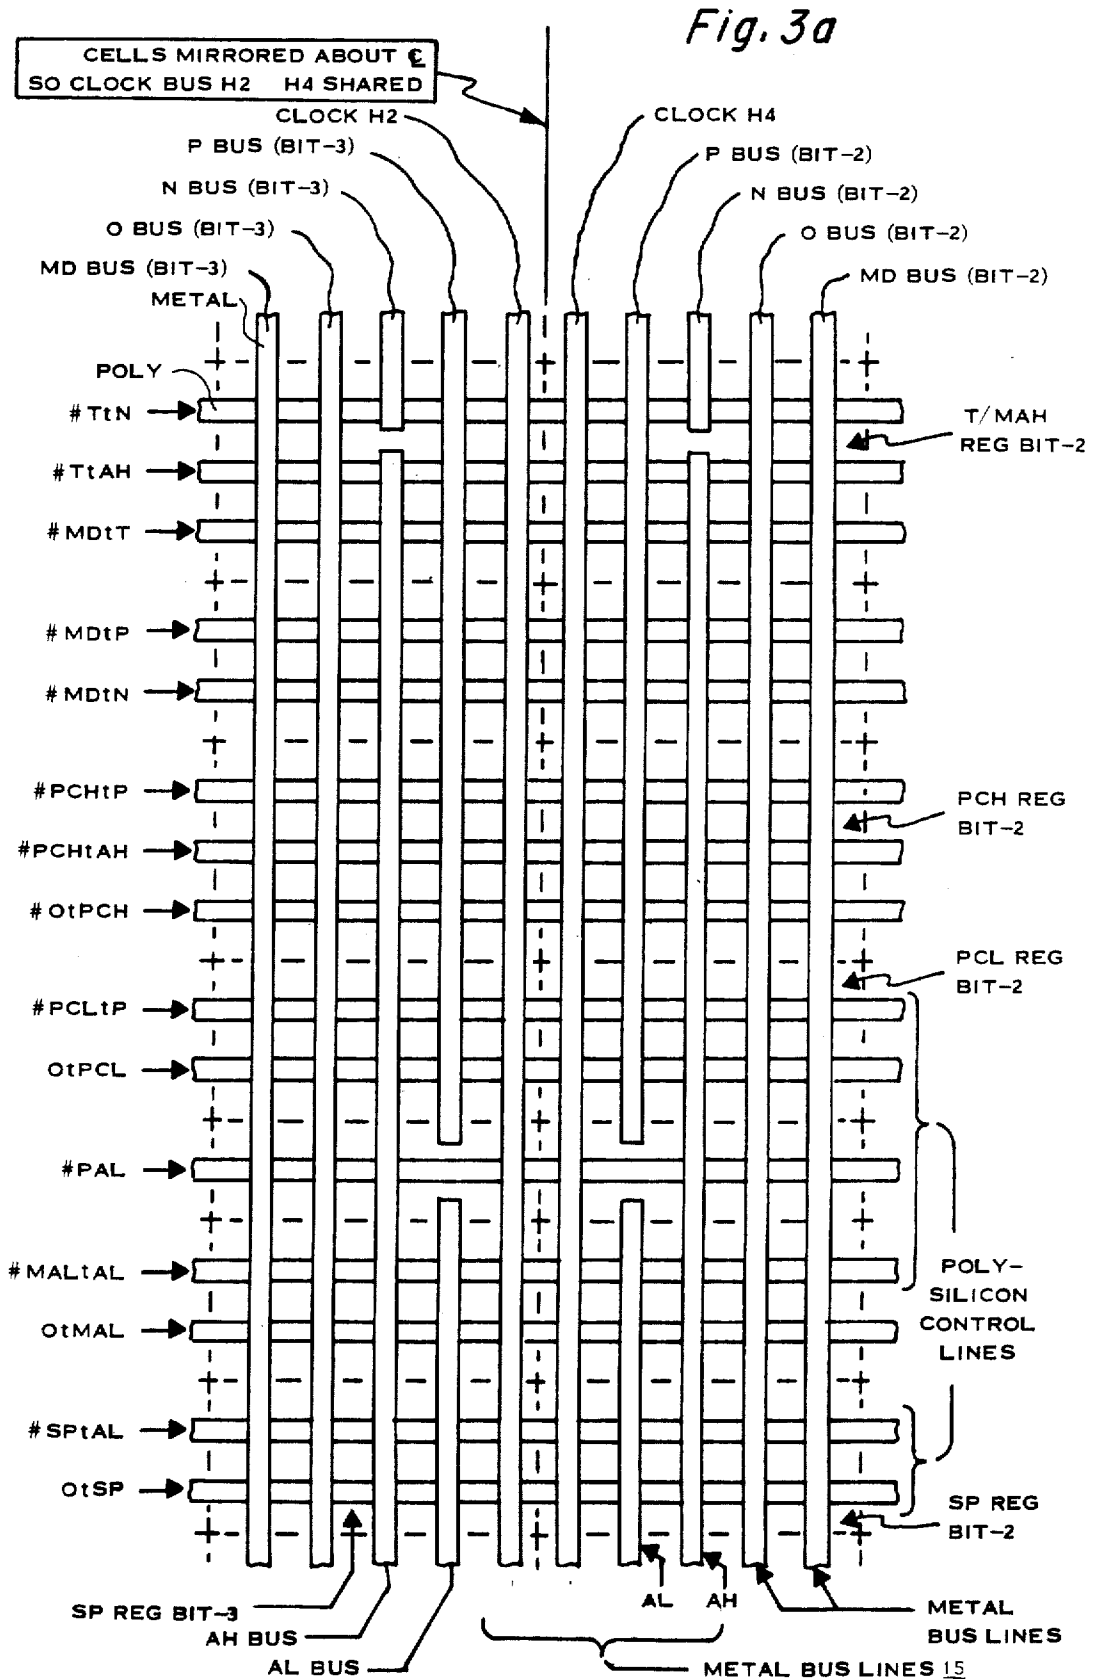 Fig. 3a
CELLS MIRRORED ABOUT ℄
SO CLOCK BUS H2 H4 SHARED
CLOCK H2
CLOCK H4
P BUS (BIT-3)
P BUS (BIT-2)
N BUS (BIT-3)
N BUS (BIT-2)
O BUS (BIT-3)
O BUS (BIT-2)
MD BUS (BIT-3)
MD BUS (BIT-2)
METAL
POLY
#TtN
T/MAH
REG BIT-2
#TtAH
#MDtT
#MDtP
#MDtN
#PCHtP
PCH REG
BIT-2
#PCHtAH
#OtPCH
PCL REG
BIT-2
#PCLtP
OtPCL
#PAL
#MALtAL
POLY-
SILICON
CONTROL
LINES
OtMAL
#SPtAL
OtSP
SP REG
BIT-2
SP REG BIT-3
AH BUS
AL BUS
AL
AH
METAL
BUS LINES
METAL BUS LINES 15